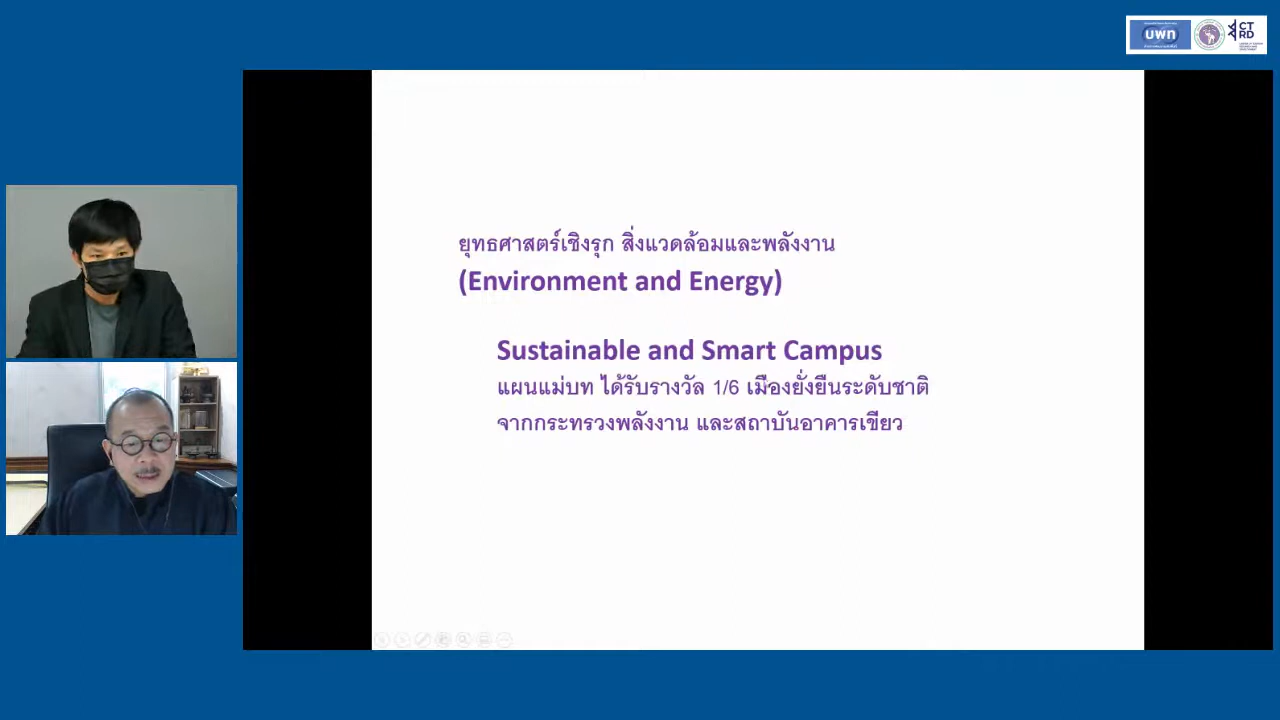 บพท
CT
RD
ยุทธศาสตร์เชิงรุก สิ่งแวดล้อมและพลังงาน
(Environment and Energy)
Sustainable and Smart Campus
แผนแม่บท ได้รับรางวัล 1/6 เมืองยั่งยืนระดับชาติ
จากกระทรวงพลังงาน และสถาบันอาคารเขียว